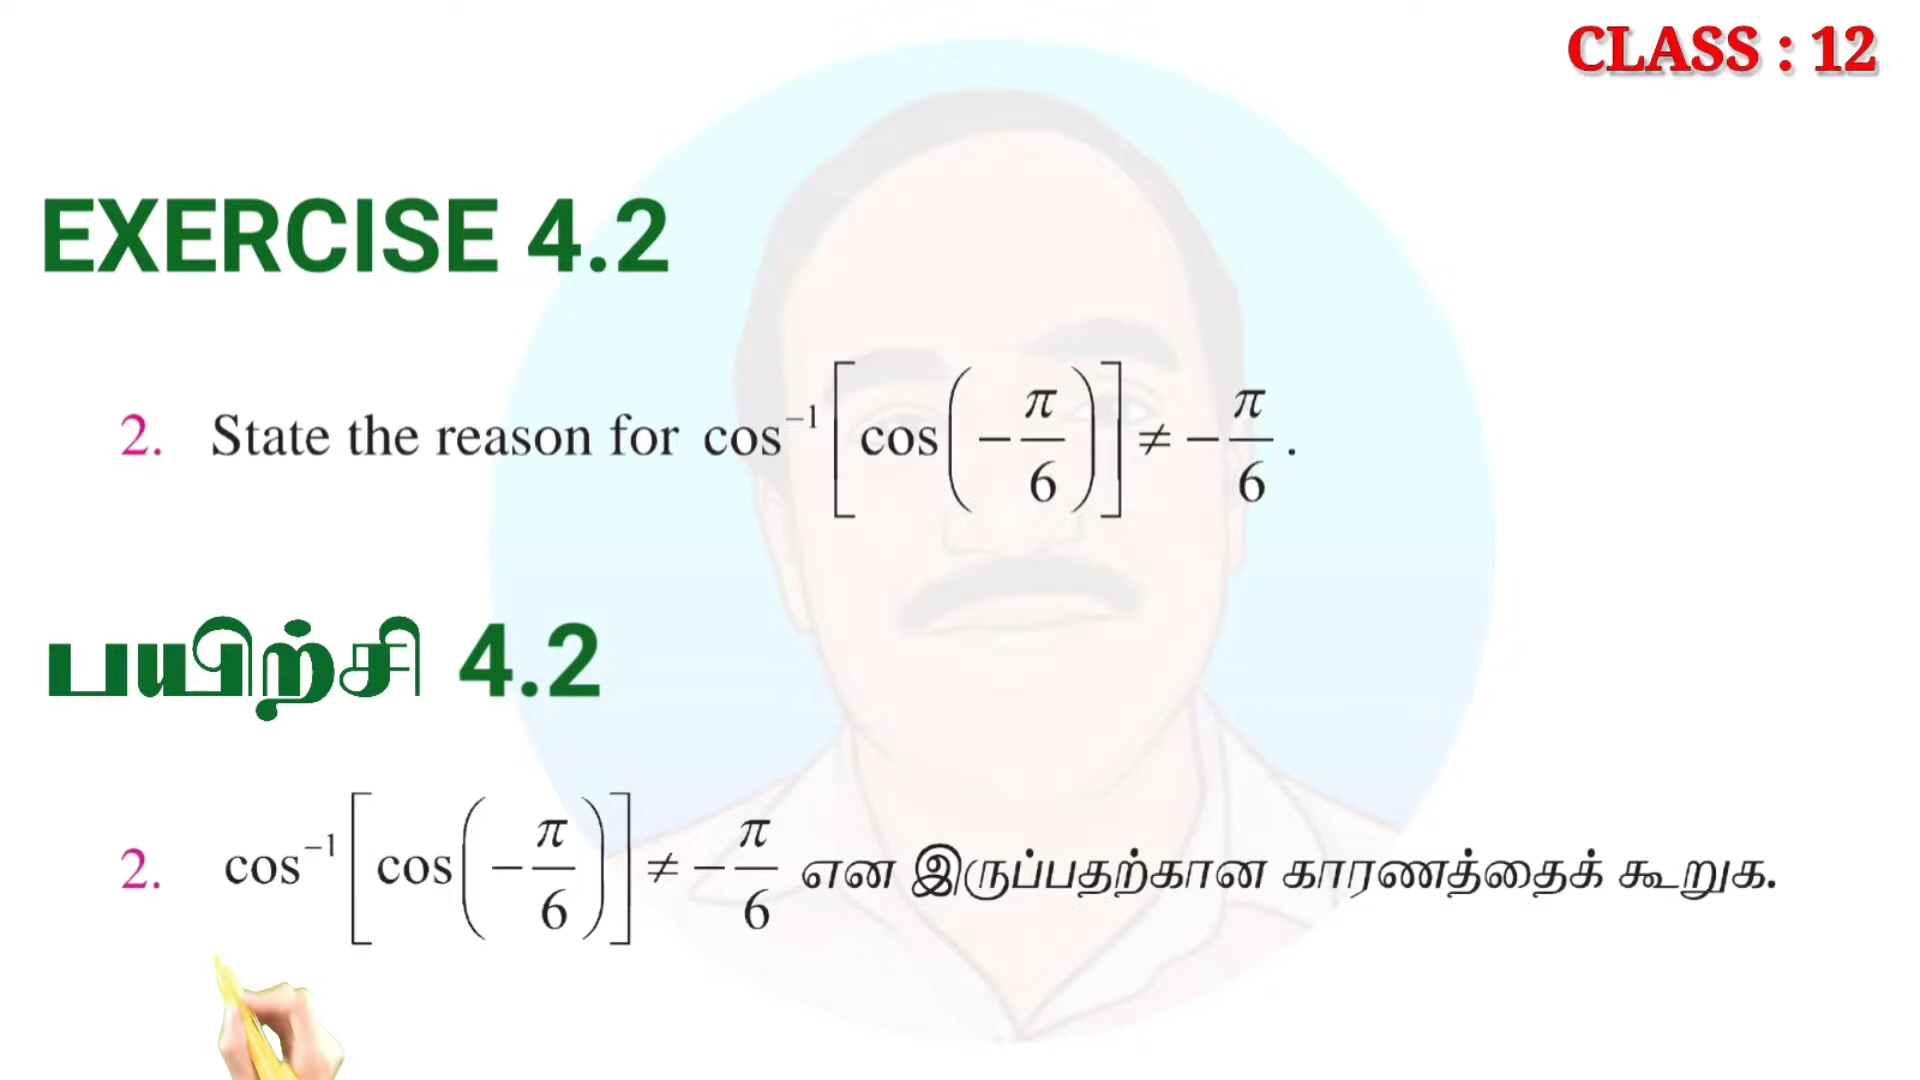 CLASS : 12
EXERCISE 4.2
2. State the reason for cos⁻¹[cos(−π/6)] ≠ −π/6.
பயிற்சி 4.2
2. cos⁻¹[cos(−π/6)] ≠ −π/6 என இருப்பதற்கான காரணத்தைக் கூறுக.